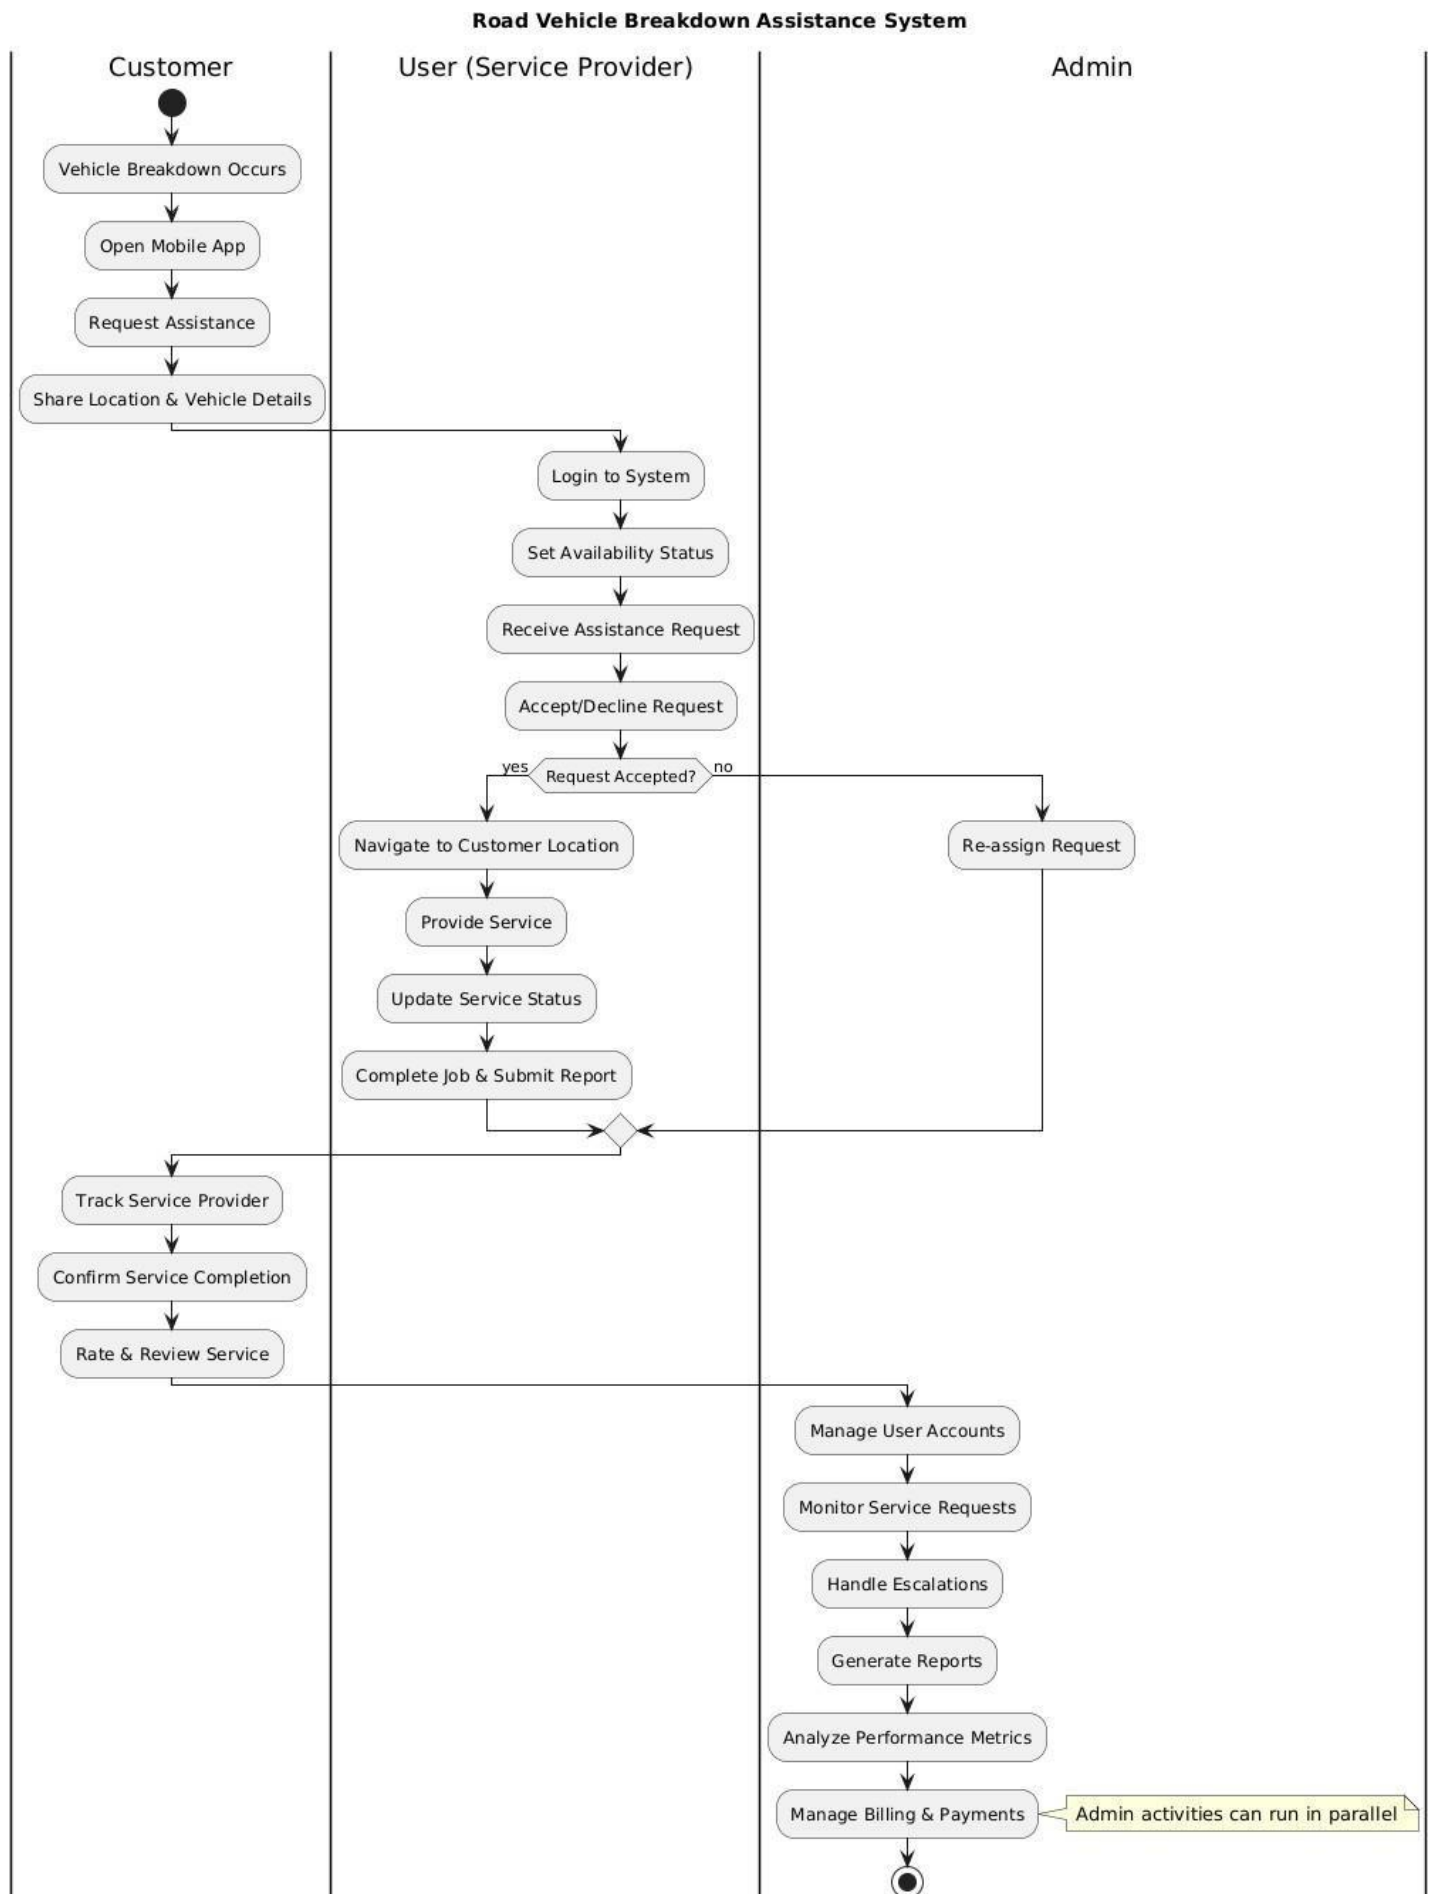 Road Vehicle Breakdown Assistance System
Customer
User (Service Provider)
Admin
Vehicle Breakdown Occurs
Open Mobile App
Request Assistance
Share Location & Vehicle Details
Login to System
Set Availability Status
Receive Assistance Request
Accept/Decline Request
yes
Request Accepted?
no
Navigate to Customer Location
Re-assign Request
Provide Service
Update Service Status
Complete Job & Submit Report
Track Service Provider
Confirm Service Completion
Rate & Review Service
Manage User Accounts
Monitor Service Requests
Handle Escalations
Generate Reports
Analyze Performance Metrics
Manage Billing & Payments
Admin activities can run in parallel